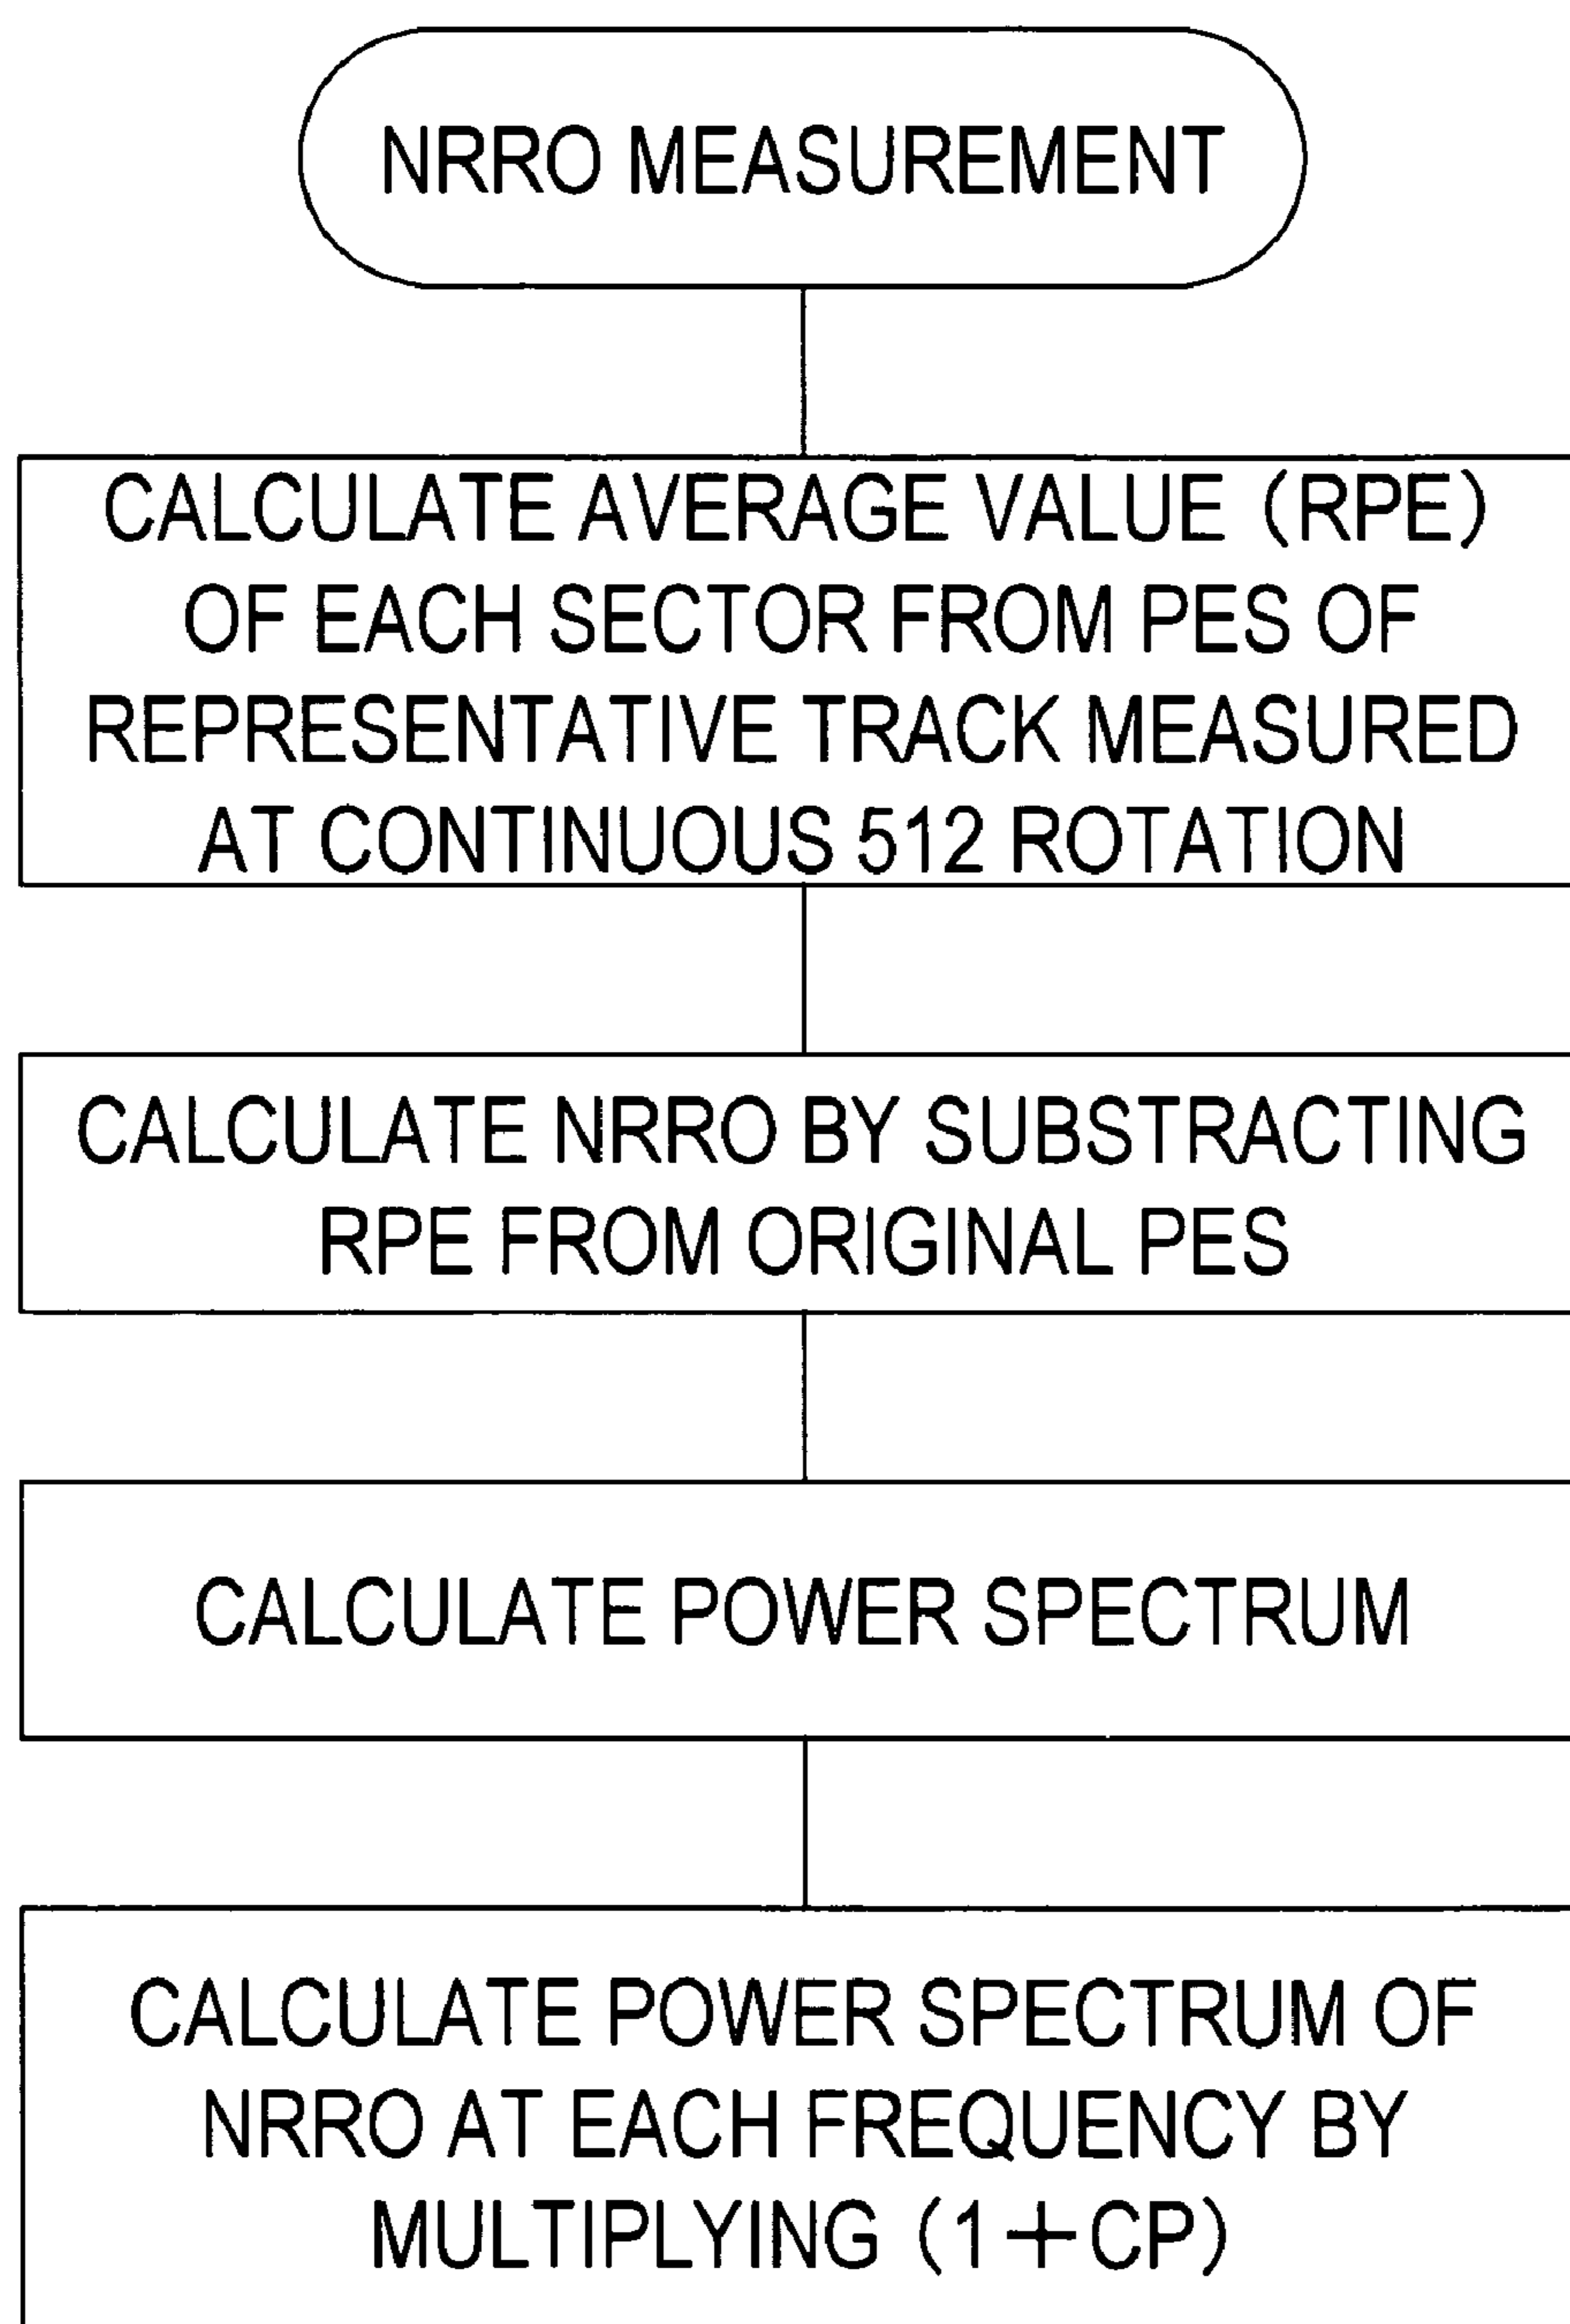 NRRO MEASUREMENT
CALCULATE AVERAGE VALUE (RPE)
OF EACH SECTOR FROM PES OF
REPRESENTATIVE TRACK MEASURED
AT CONTINUOUS 512 ROTATION
CALCULATE NRRO BY SUBSTRACTING
RPE FROM ORIGINAL PES
CALCULATE POWER SPECTRUM
CALCULATE POWER SPECTRUM OF
NRRO AT EACH FREQUENCY BY
MULTIPLYING (1+CP)